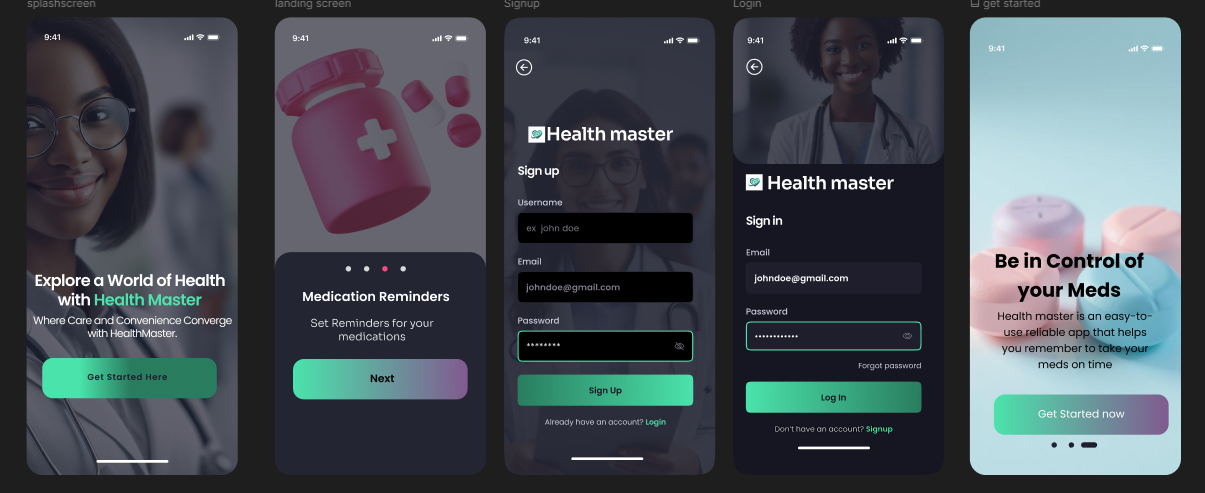 splashscreen
9:41
Explore a World of Health
with Health Master
Where Care and Convenience Converge
with HealthMaster.
Get Started Here
landing screen
9:41
Medication Reminders
Set Reminders for your
medications
Next
Signup
9:41
Health master
Sign up
Username
ex john doe
Email
johndoe@gmail.com
Password
********
Sign Up
Already have an account? Login
Login
9:41
Health master
Sign in
Email
johndoe@gmail.com
Password
************
Forgot password
Log In
Don't have an account? Signup
get started
9:41
Be in Control of
your Meds
Health master is an easy-to-
use reliable app that helps
you remember to take your
meds on time
Get Started now